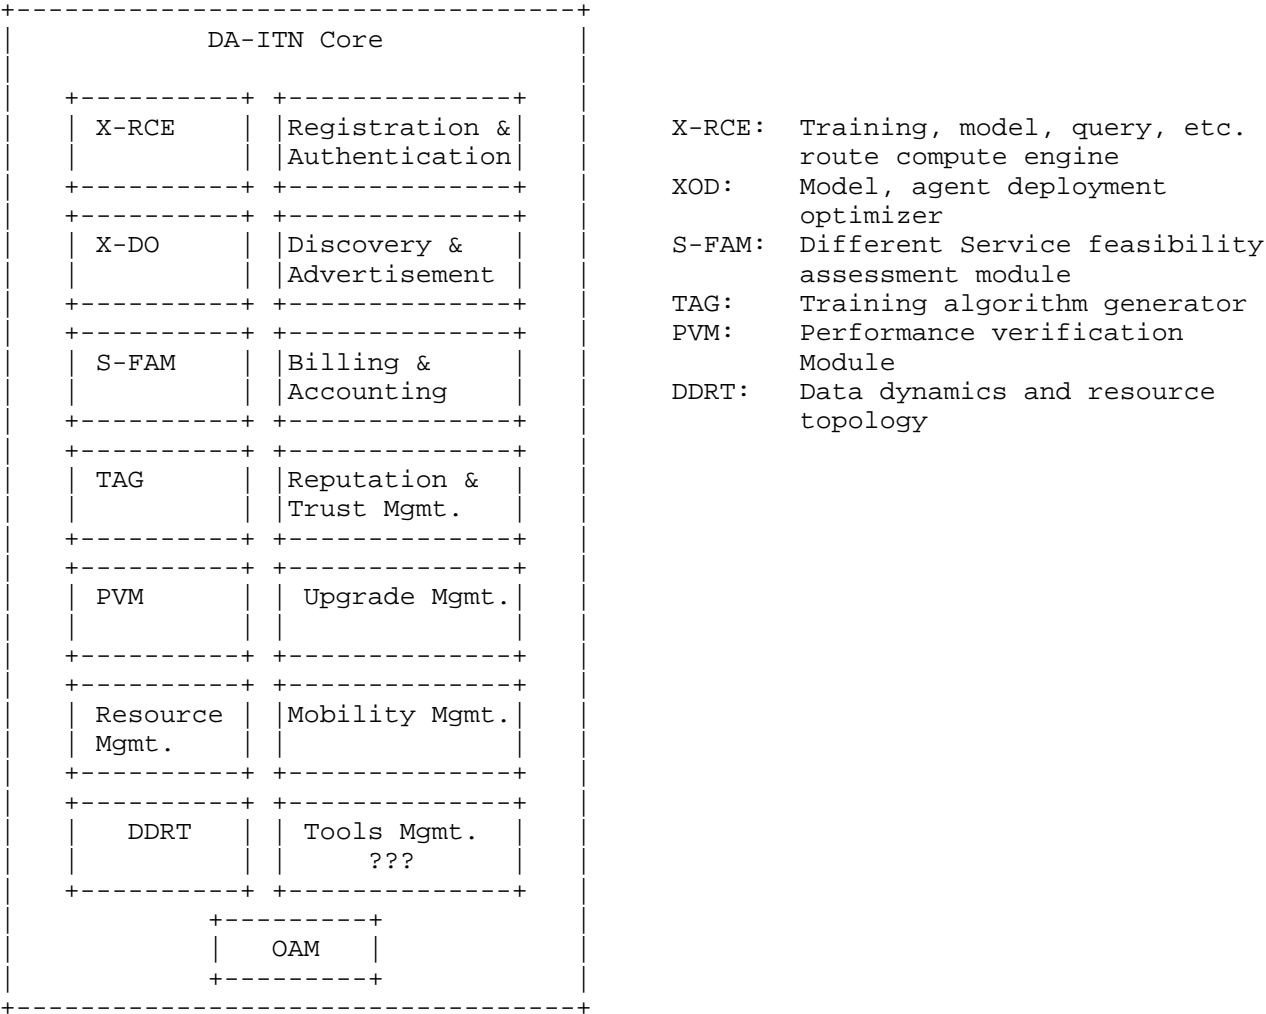 DA-ITN Core
X-RCE Registration & X-RCE: Training, model, query, etc.
Authentication route compute engine
XOD: Model, agent deployment
optimizer
X-DO Discovery & S-FAM: Different Service feasibility
Advertisement assessment module
TAG: Training algorithm generator
PVM: Performance verification
S-FAM Billing & Module
Accounting DDRT: Data dynamics and resource
topology
TAG Reputation &
Trust Mgmt.
PVM Upgrade Mgmt.
Resource Mobility Mgmt.
Mgmt.
DDRT Tools Mgmt.
???
OAM